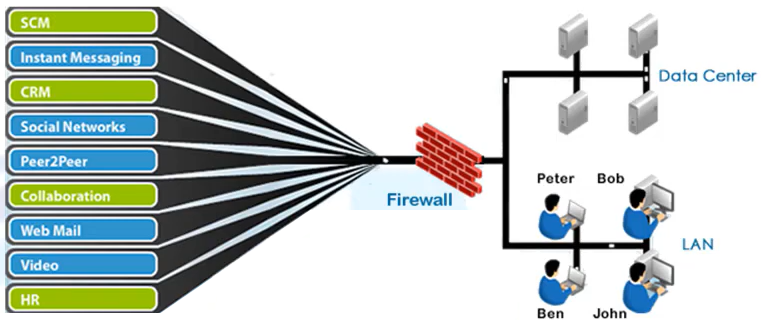 SCM
Instant Messaging
CRM
Social Networks
Peer2Peer
Collaboration
Web Mail
Video
HR
Firewall
Data Center
Peter
Bob
LAN
Ben
John